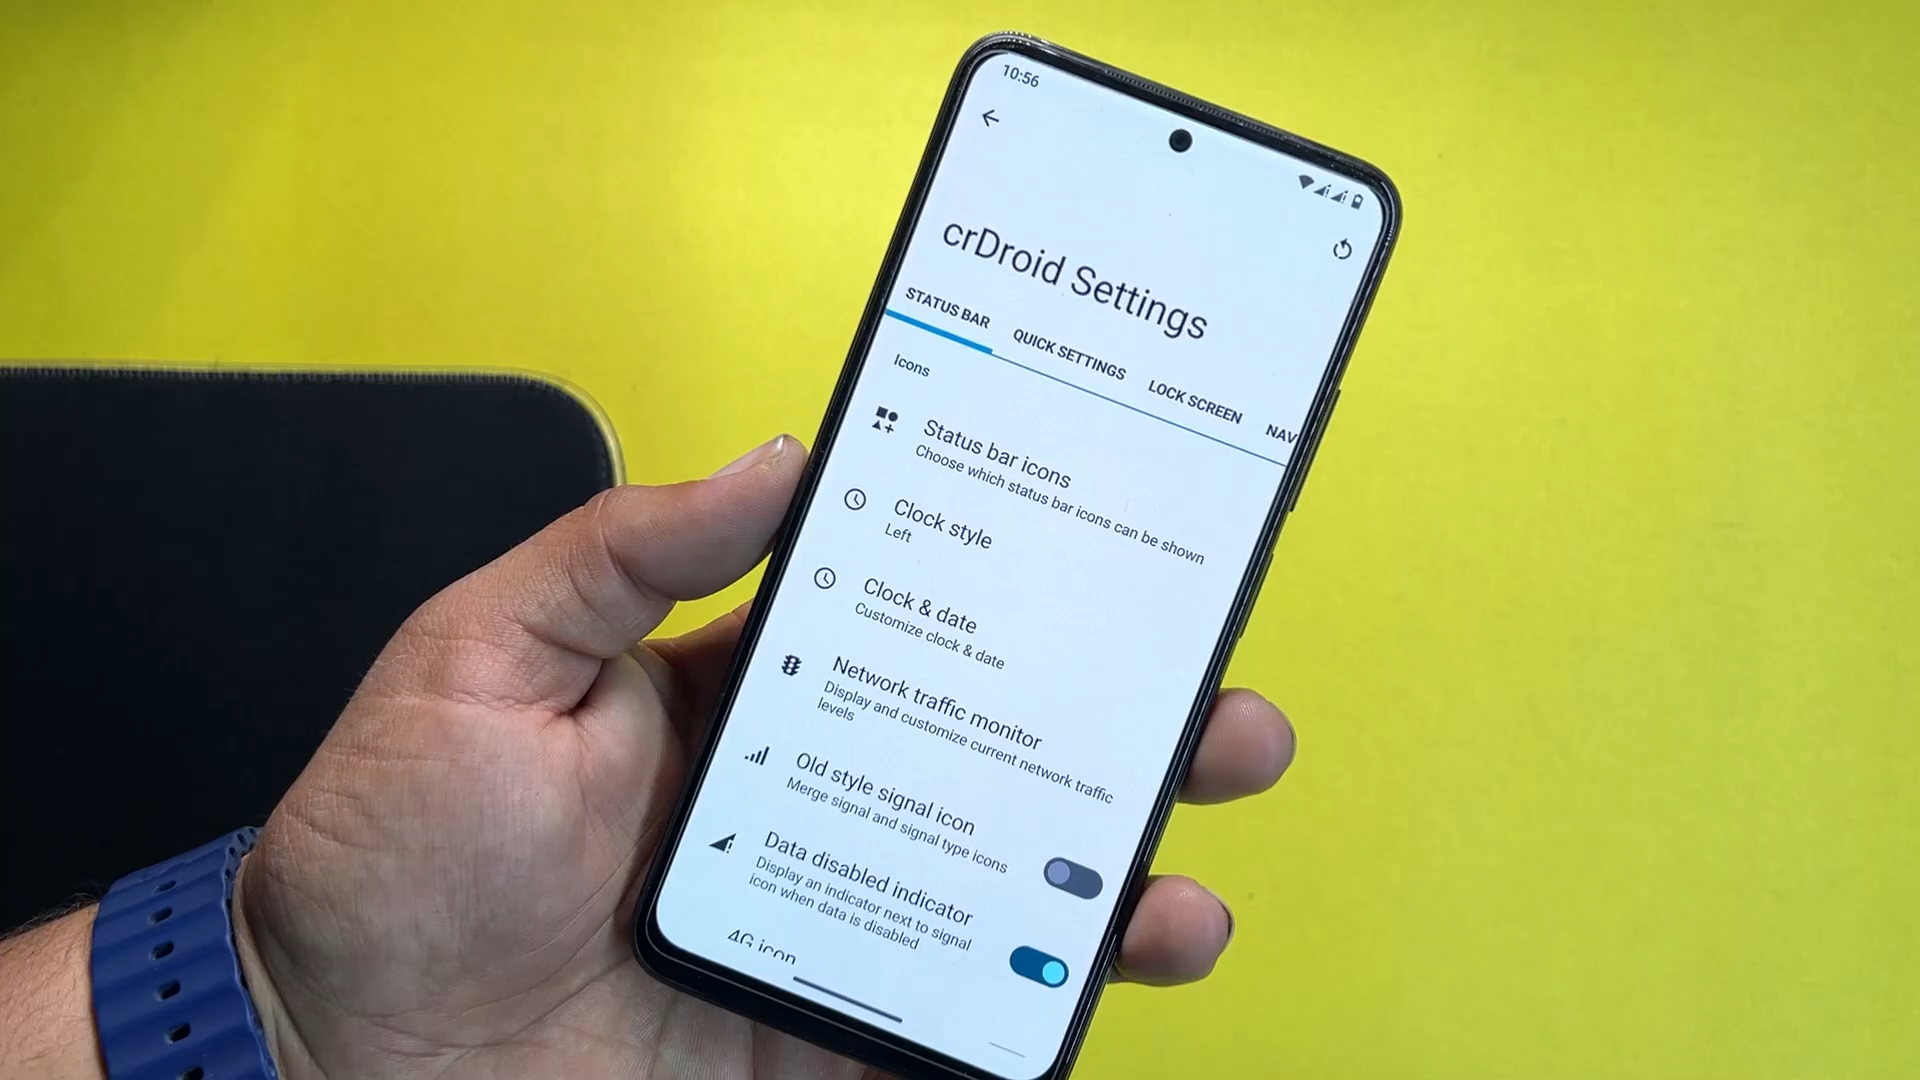 10:56
crDroid Settings
STATUS BAR QUICK SETTINGS LOCK SCREEN NAV
Icons
Status bar icons
Choose which status bar icons can be shown
Clock style
Left
Clock & date
Customize clock & date
Network traffic monitor
Display and customize current network traffic
levels
Old style signal icon
Merge signal and signal type icons
Data disabled indicator
Display an indicator next to signal
icon when data is disabled
4G icon